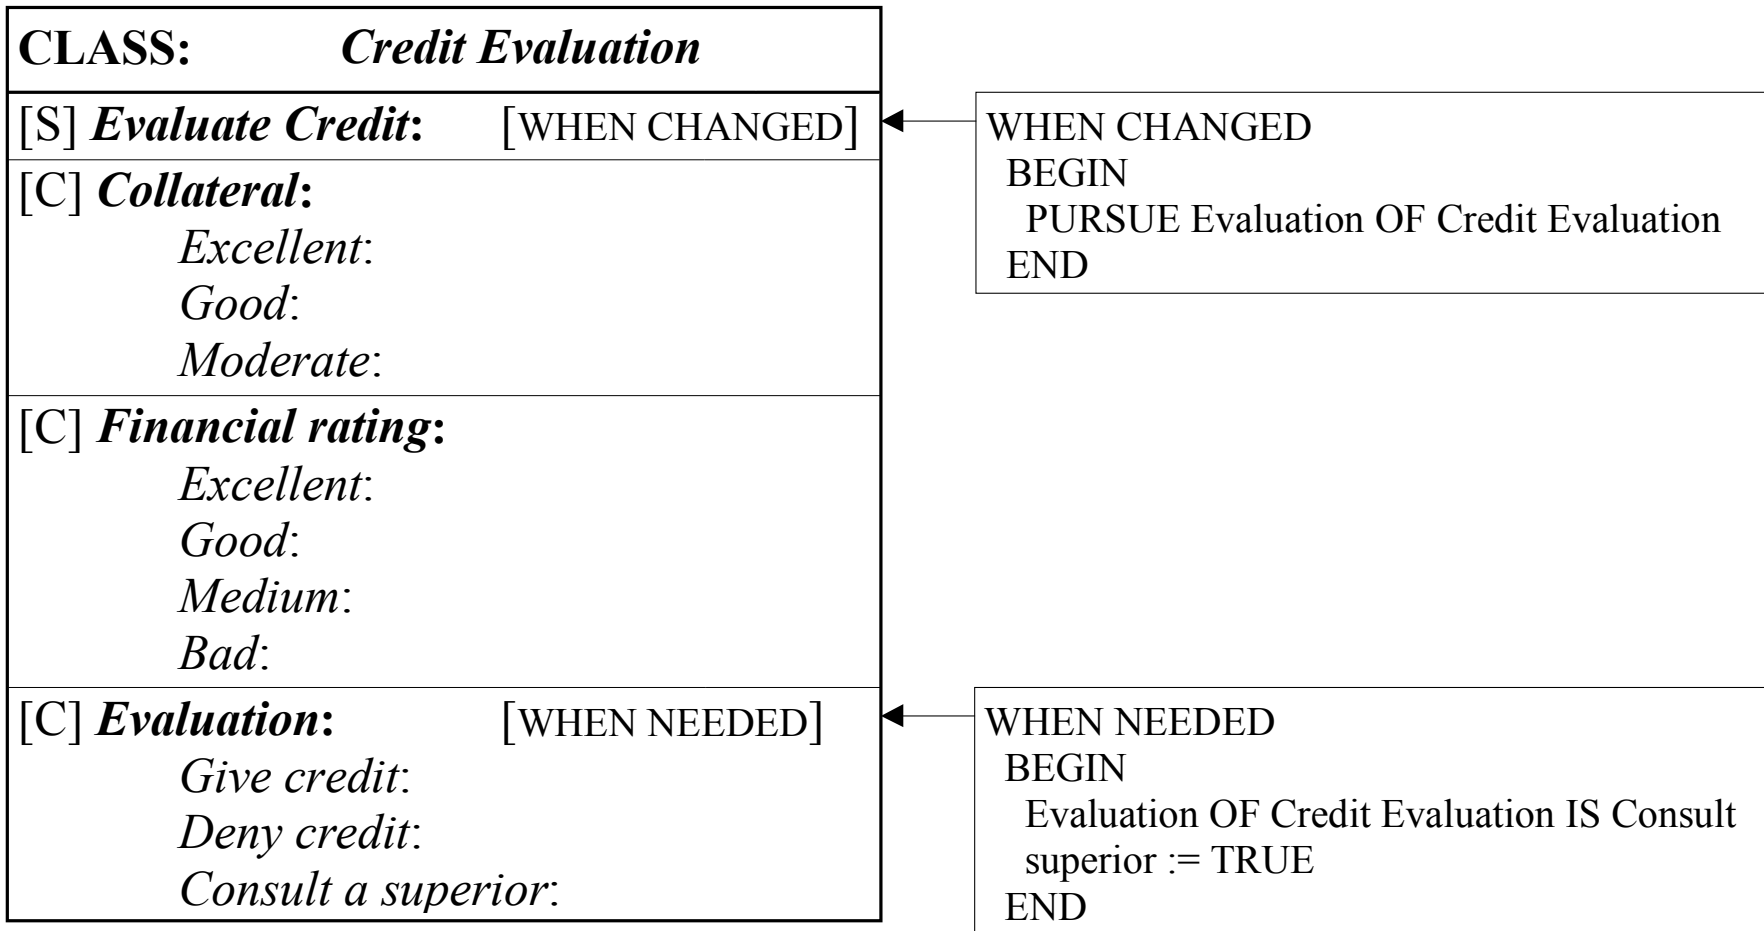 CLASS: Credit Evaluation
[S] Evaluate Credit: [WHEN CHANGED]
[C] Collateral:
Excellent:
Good:
Moderate:
[C] Financial rating:
Excellent:
Good:
Medium:
Bad:
[C] Evaluation: [WHEN NEEDED]
Give credit:
Deny credit:
Consult a superior:
WHEN CHANGED
BEGIN
PURSUE Evaluation OF Credit Evaluation
END
WHEN NEEDED
BEGIN
Evaluation OF Credit Evaluation IS Consult
superior := TRUE
END